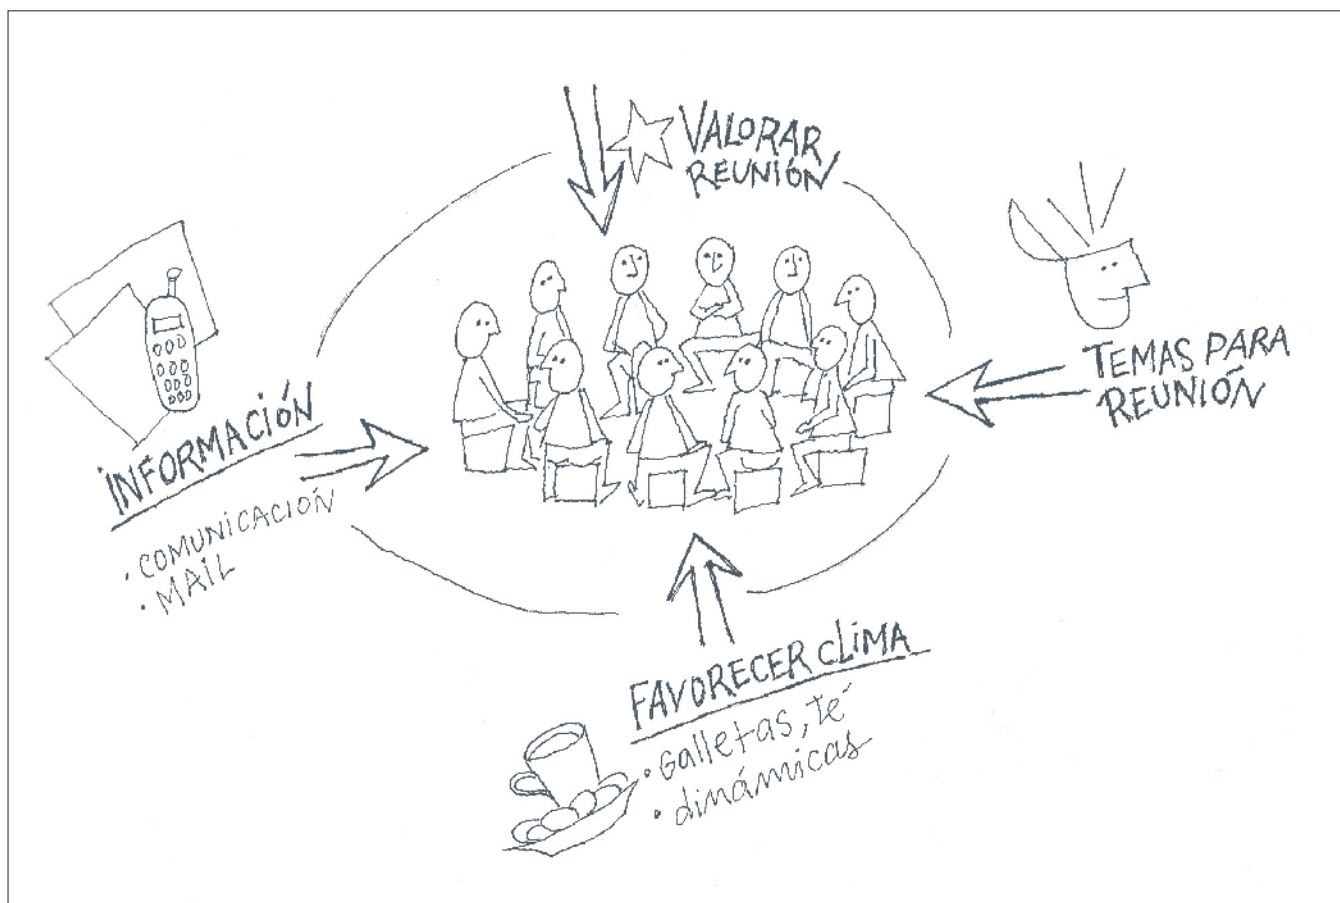 VALORAR
REUNIÓN
TEMAS PARA
REUNIÓN
INFORMACIÓN
• COMUNICACIÓN
• MAIL
FAVORECER CLIMA
• Galletas, té
• dinámicas